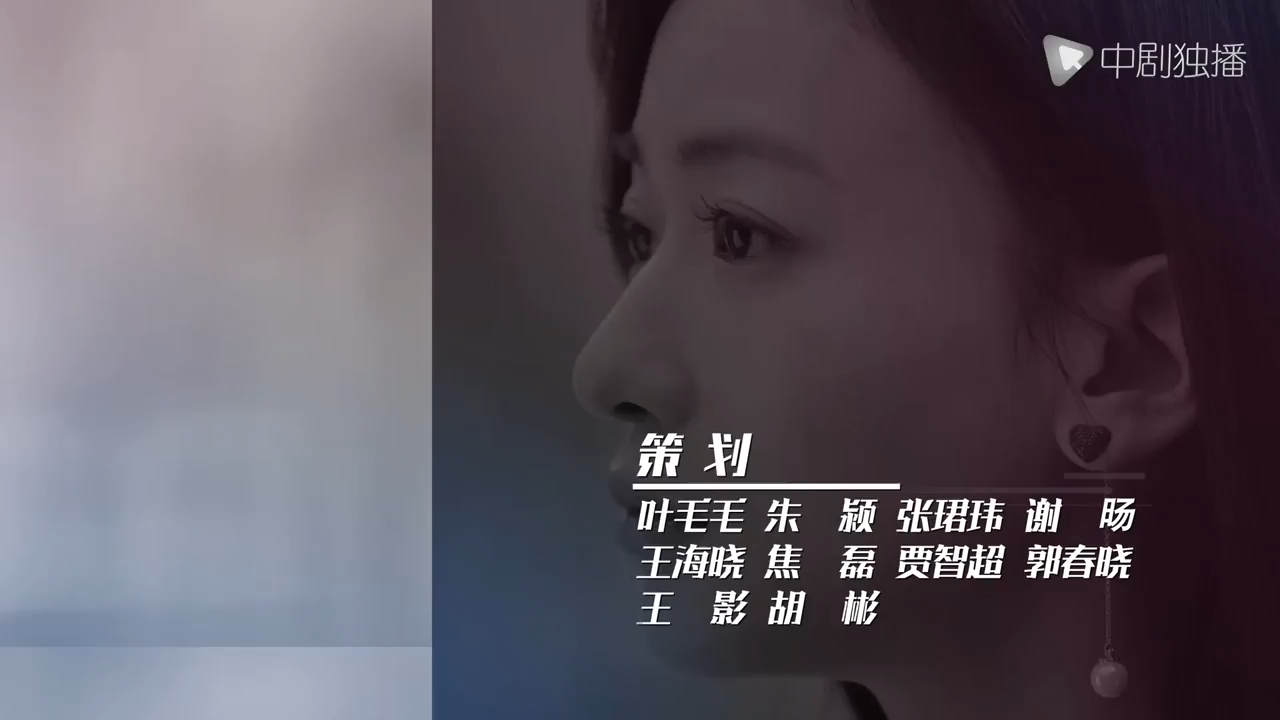 中剧独播
策 划
叶毛毛 朱 颍 张珺玮 谢 旸
王海晓 焦 磊 贾智超 郭春晓
王 影 胡 彬